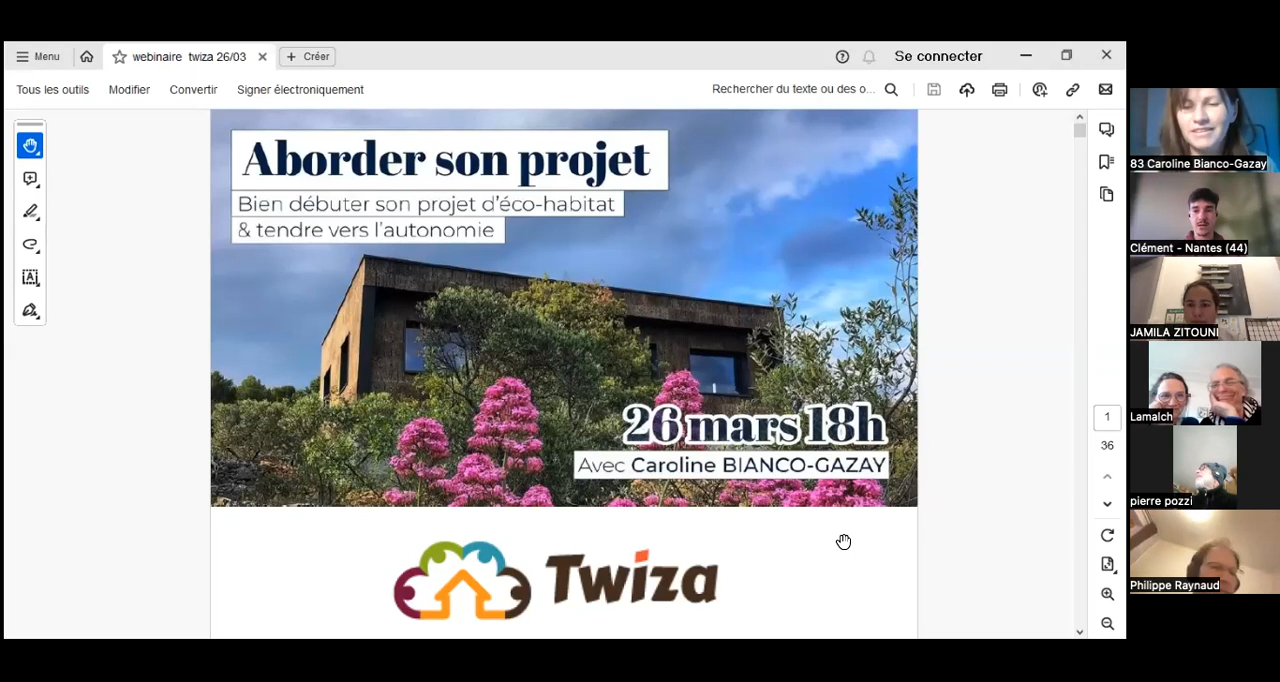 Menu
webinaire twiza 26/03
Créer
Se connecter
Tous les outils
Modifier
Convertir
Signer électroniquement
Rechercher du texte ou des o...
Aborder son projet
Bien débuter son projet d'éco-habitat
& tendre vers l'autonomie
26 mars 18h
Avec Caroline BIANCO-GAZAY
Twiza
1
36
83 Caroline Bianco-Gazay
Clément - Nantes (44)
JAMILA ZITOUNI
Lamalch
pierre pozzi
Philippe Raynaud